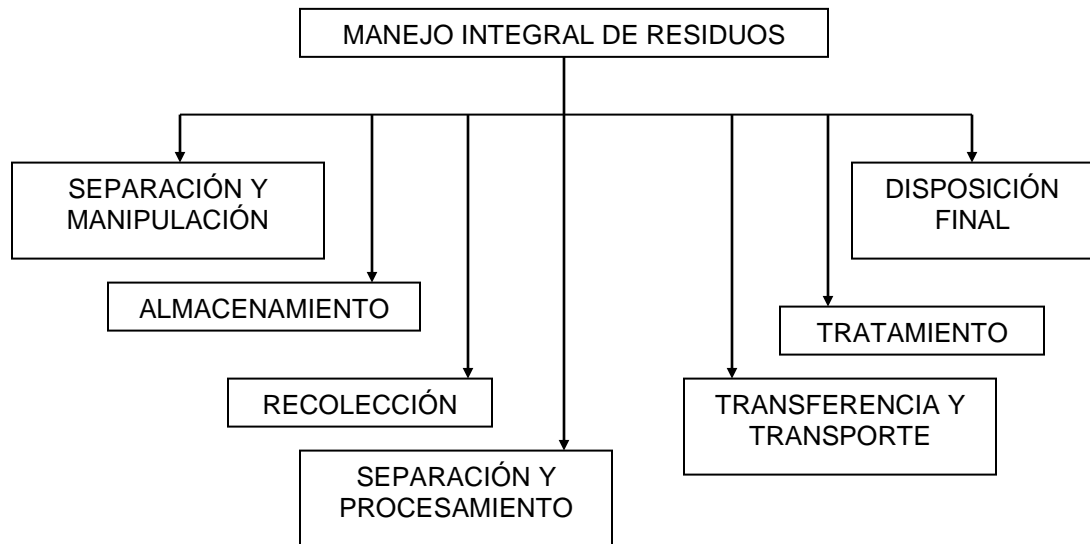 MANEJO INTEGRAL DE RESIDUOS
SEPARACIÓN Y
MANIPULACIÓN
ALMACENAMIENTO
RECOLECCIÓN
SEPARACIÓN Y
PROCESAMIENTO
TRANSFERENCIA Y
TRANSPORTE
TRATAMIENTO
DISPOSICIÓN
FINAL